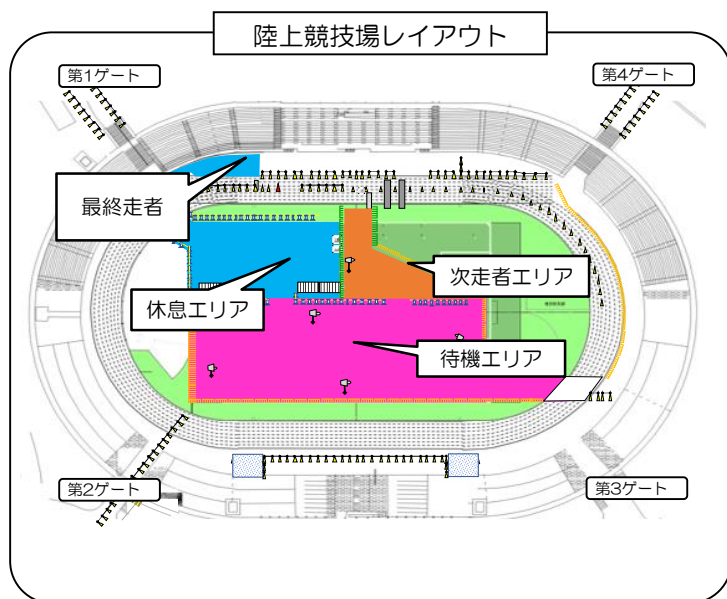 陸上競技場レイアウト
第1ゲート
第4ゲート
最終走者
次走者エリア
休息エリア
待機エリア
第2ゲート
第3ゲート